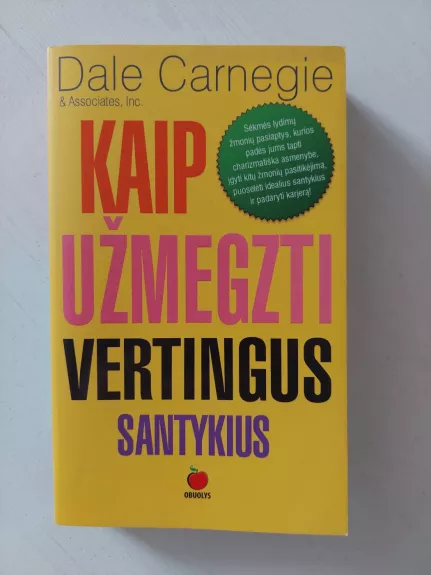 Dale Carnegie
& Associates, Inc.
Sėkmės lydimų
žmonių paslaptys, kurios
padės jums tapti
charizmatiška asmenybe,
įgyti kitų žmonių pasitikėjimą,
puoselėti idealius santykius
ir padaryti karjerą!
KAIP
UŽMEGZTI
VERTINGUS
SANTYKIUS
OBUOLYS